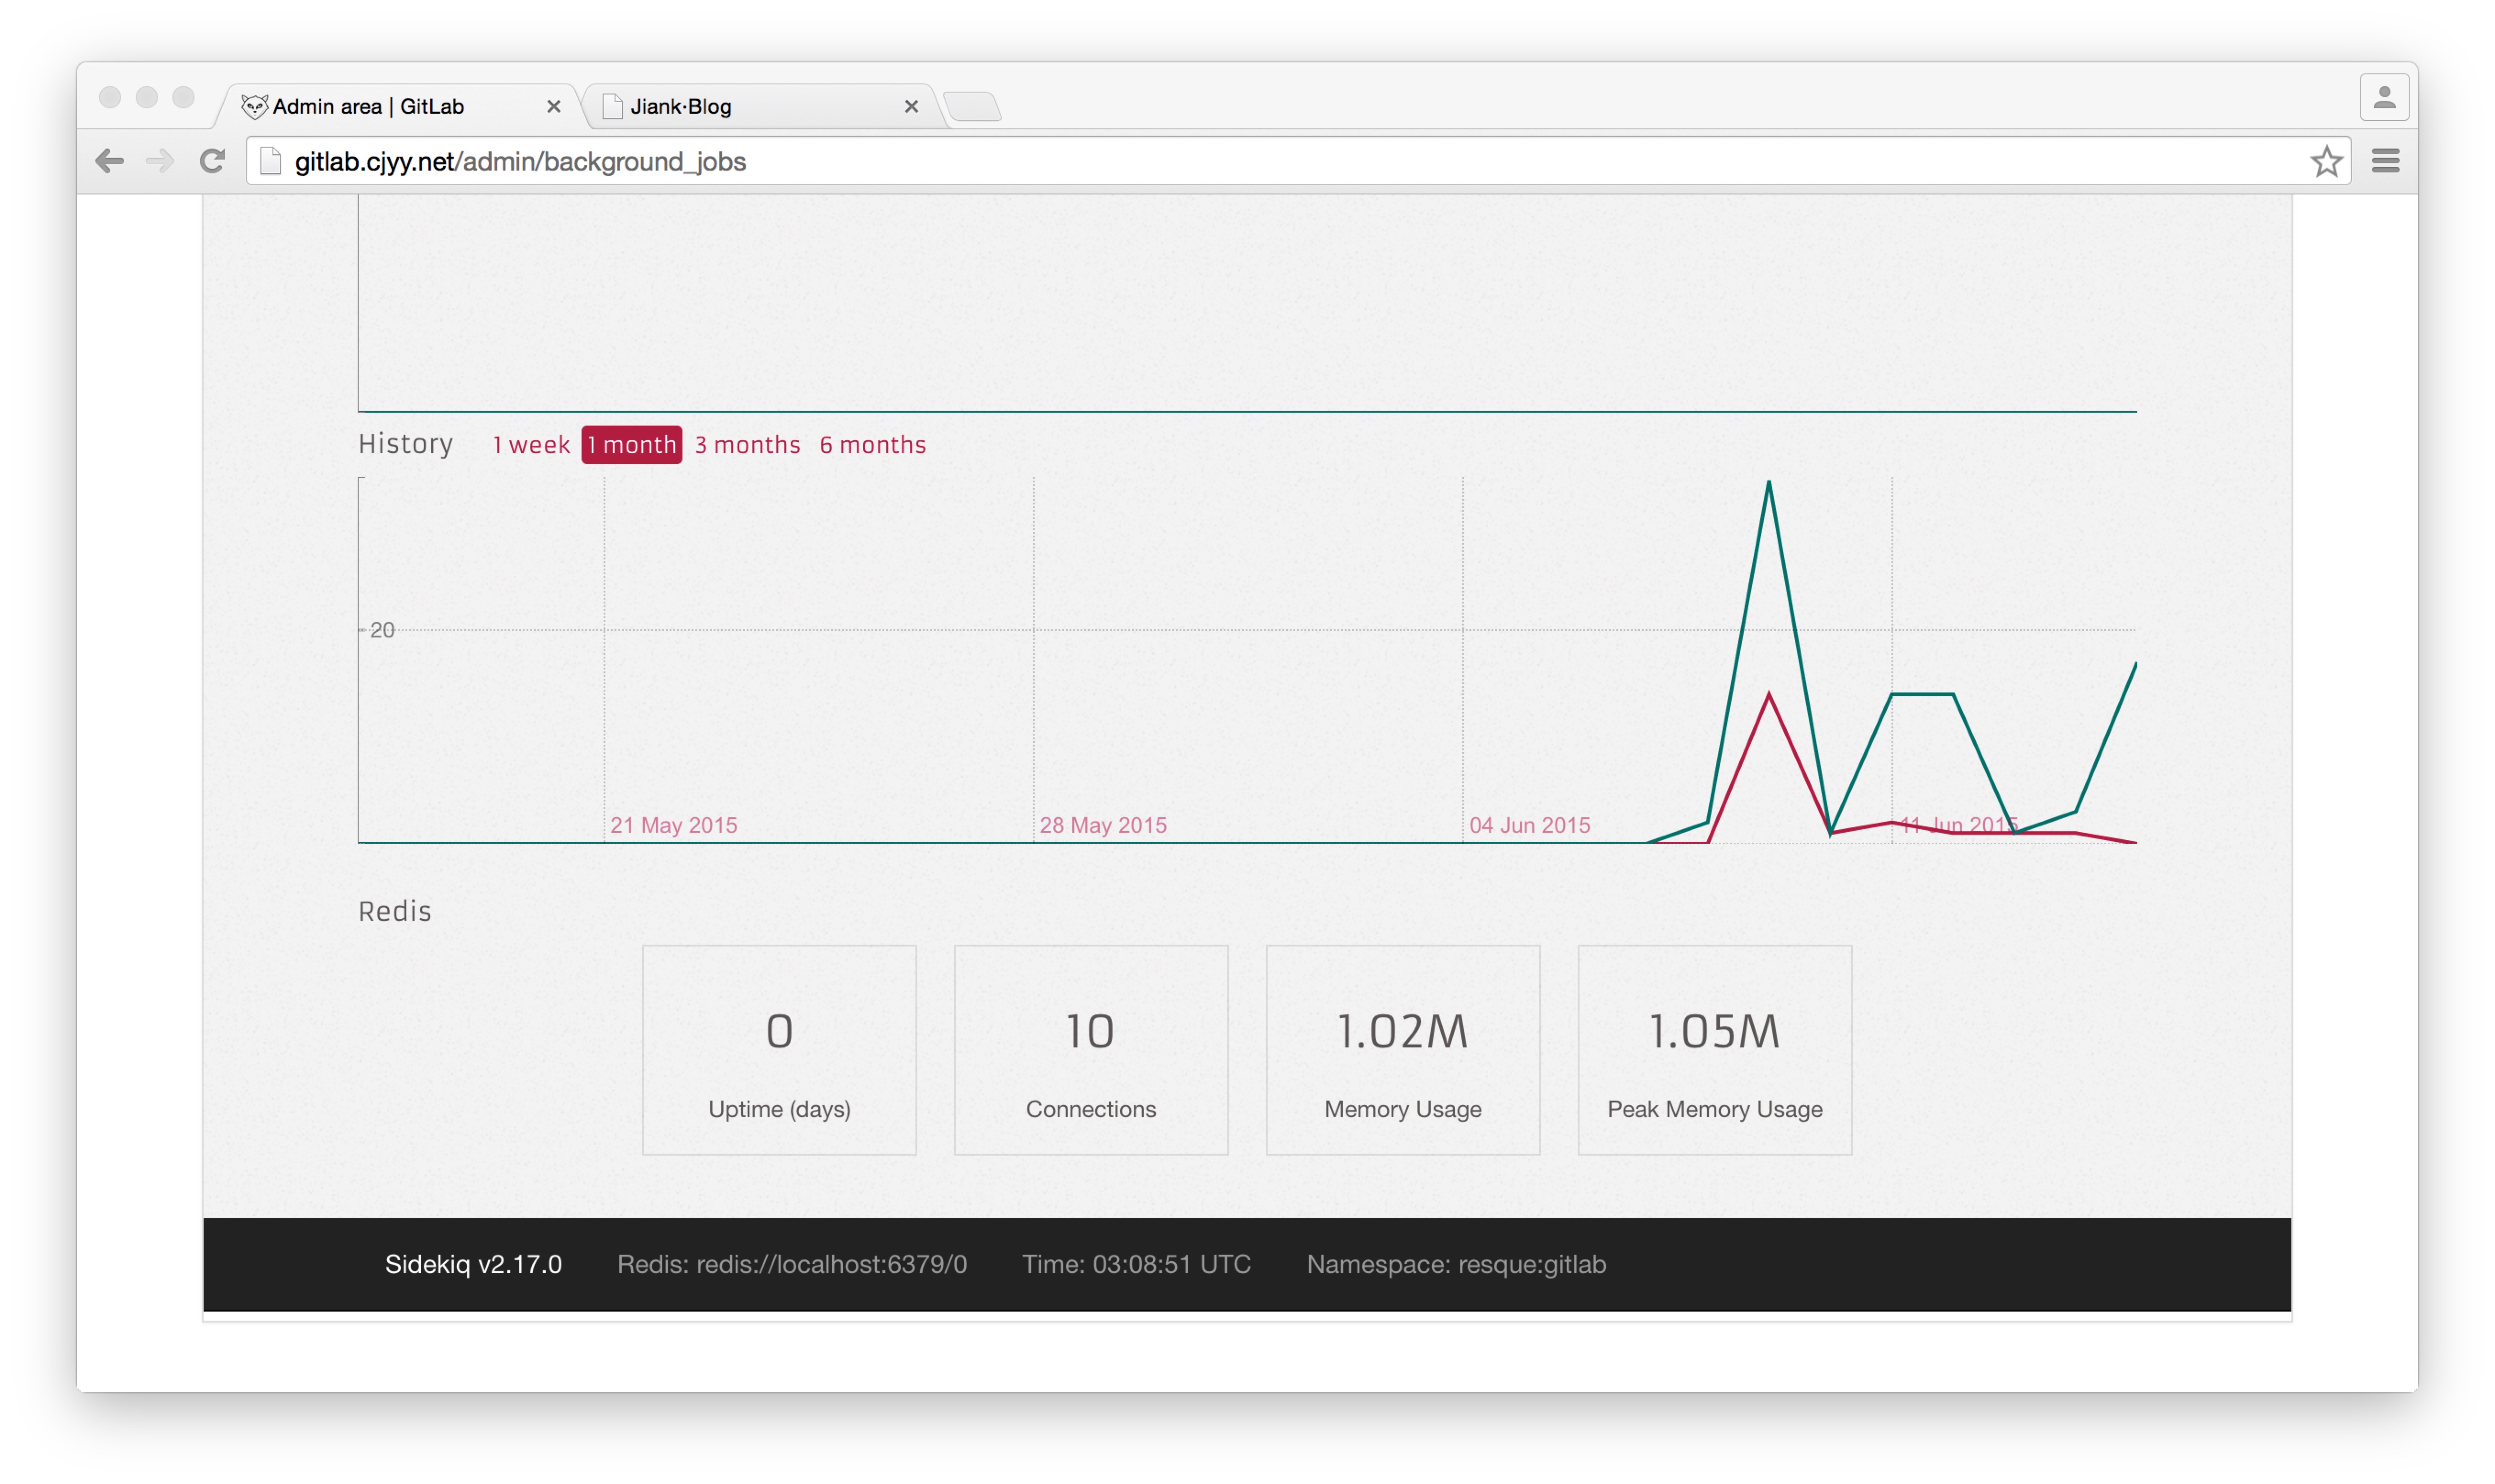 Admin area | GitLab
Jiank·Blog
gitlab.cjyy.net/admin/background_jobs
History 1 week 1 month 3 months 6 months
20
21 May 2015 28 May 2015 04 Jun 2015 11 Jun 2015
Redis
0 10 1.02M 1.05M
Uptime (days) Connections Memory Usage Peak Memory Usage
Sidekiq v2.17.0 Redis: redis://localhost:6379/0 Time: 03:08:51 UTC Namespace: resque:gitlab